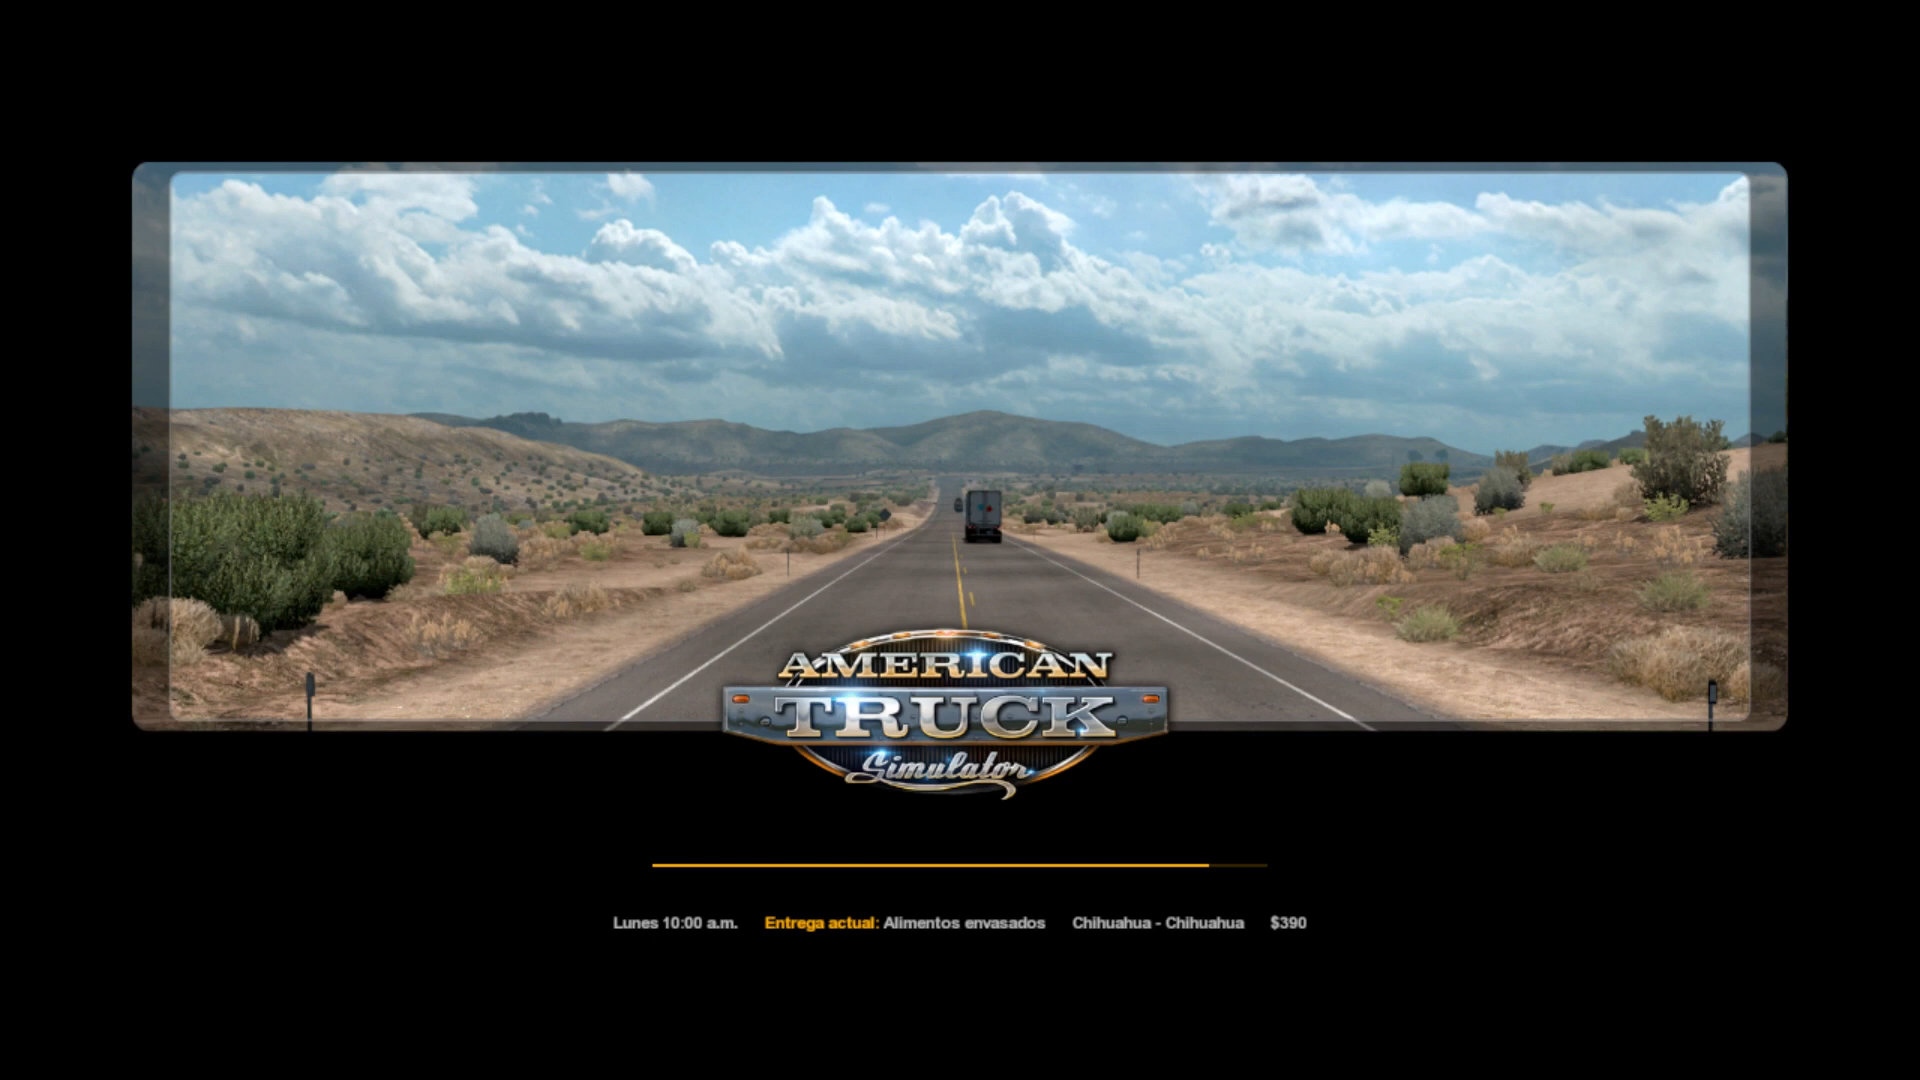 AMERICAN
TRUCK
Simulator
Lunes 10:00 a.m. Entrega actual: Alimentos envasados Chihuahua - Chihuahua $390